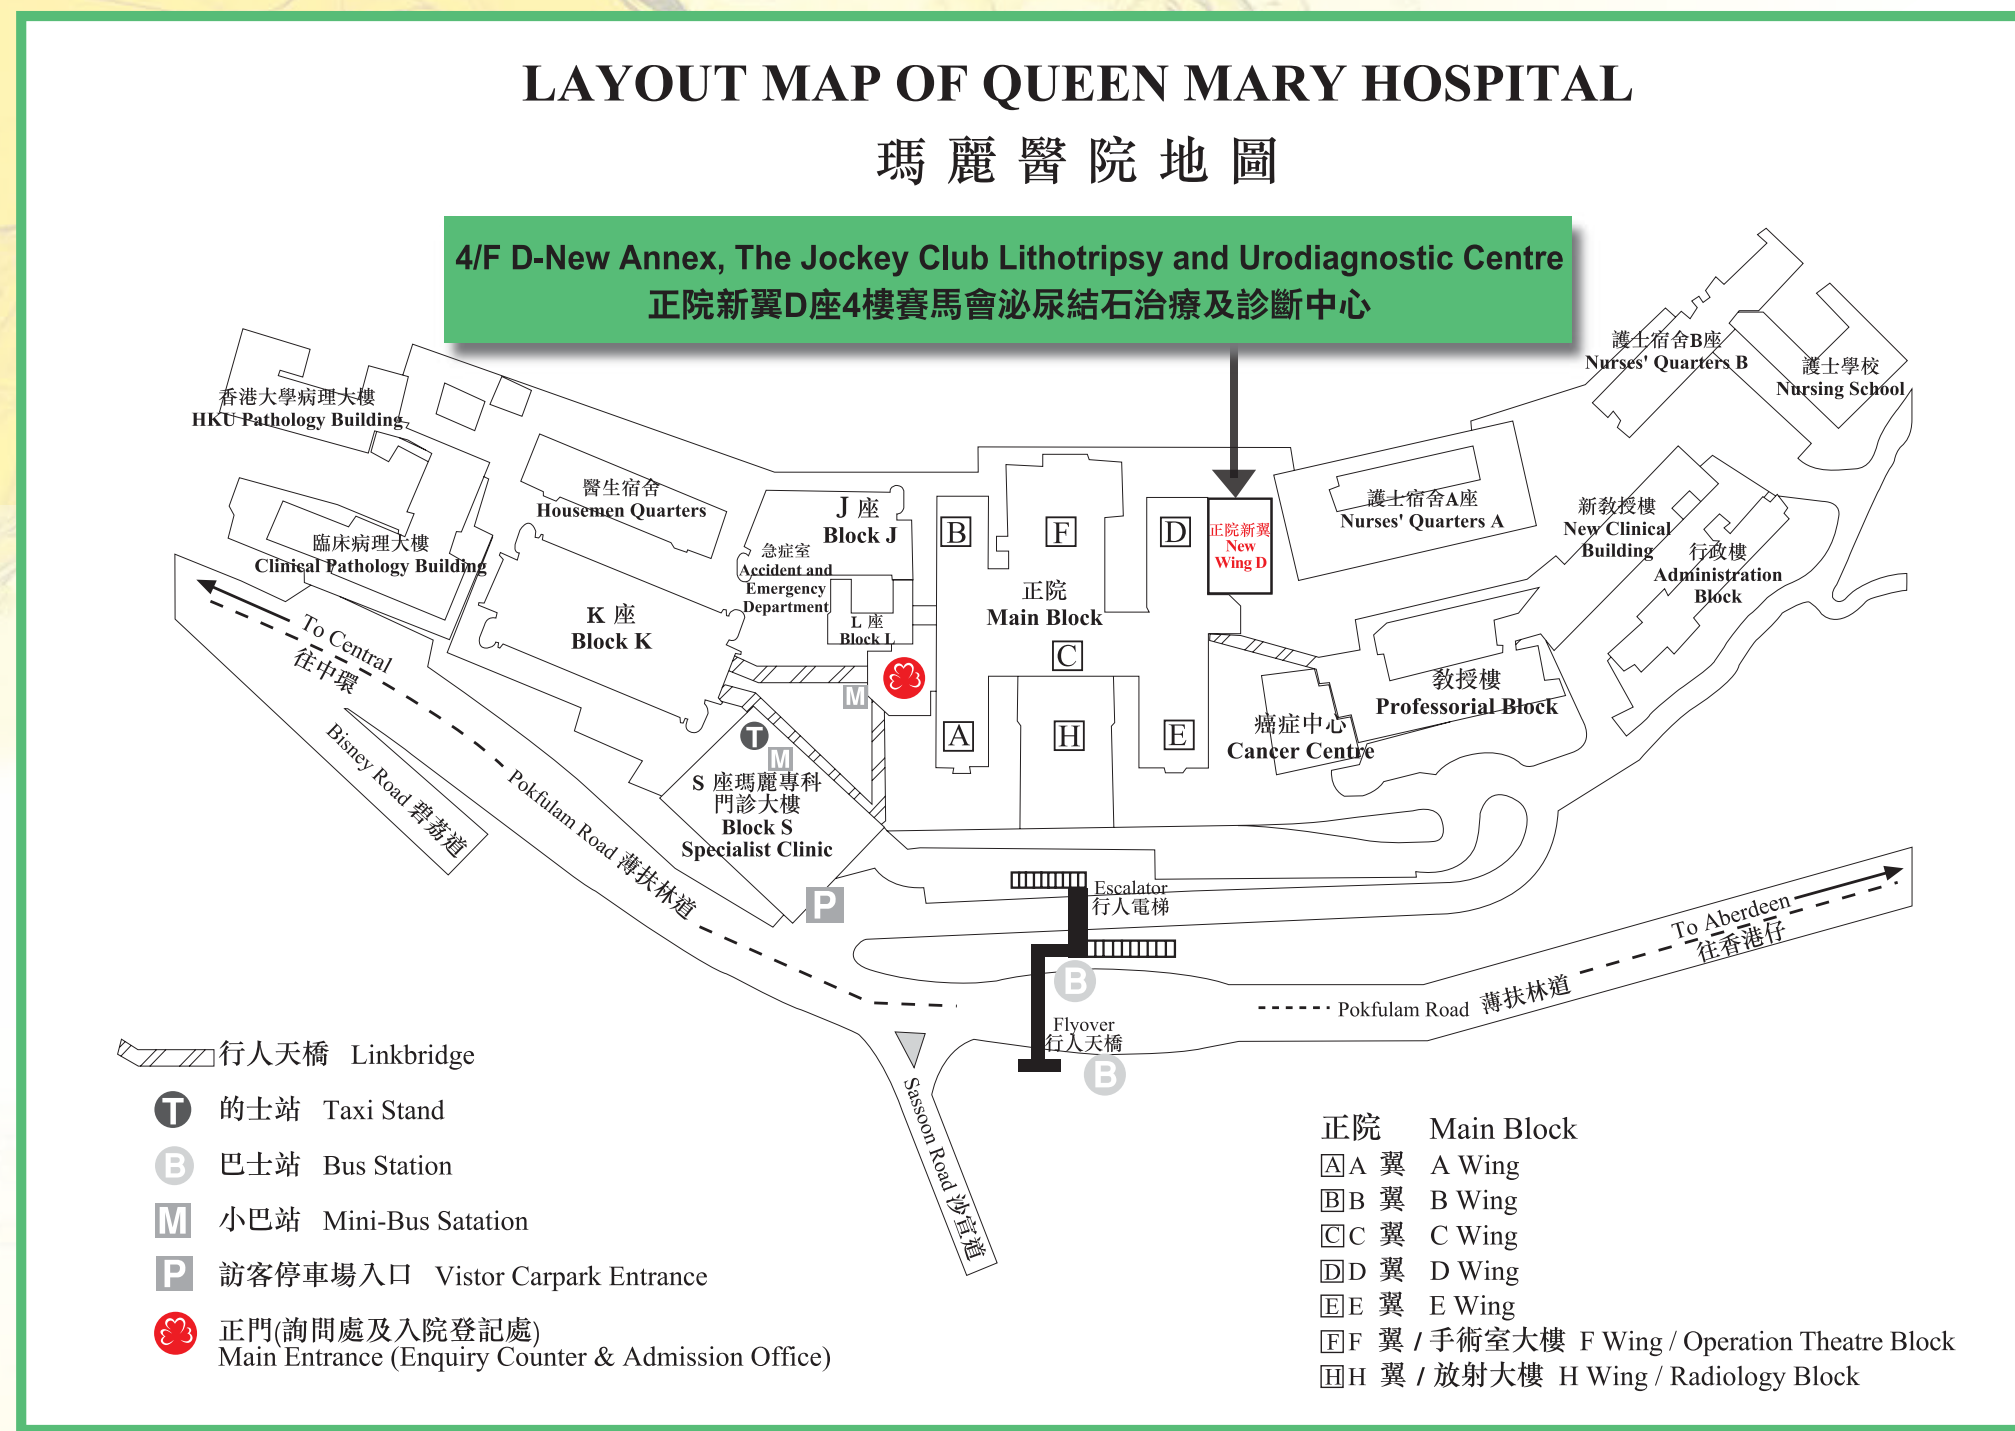 LAYOUT MAP OF QUEEN MARY HOSPITAL
瑪麗醫院地圖
4/F D-New Annex, The Jockey Club Lithotripsy and Urodiagnostic Centre
正院新翼D座4樓賽馬會泌尿結石治療及診斷中心
香港大學病理大樓
HKU Pathology Building
臨床病理大樓
Clinical Pathology Building
醫生宿舍
Housemen Quarters
K 座
Block K
J 座
Block J
急症室
Accident and
Emergency
Department
L 座
Block L
B
F
D
正院新翼
New
Wing D
正院
Main Block
C
A
H
E
護士宿舍A座
Nurses' Quarters A
護士宿舍B座
Nurses' Quarters B
護士學校
Nursing School
新教授樓
New Clinical
Building
行政樓
Administration
Block
教授樓
Professorial Block
癌症中心
Cancer Centre
M
T
M
S 座瑪麗專科
門診大樓
Block S
Specialist Clinic
P
To Central
往中環
Bisney Road 碧荔道
Pokfulam Road 薄扶林道
Escalator
行人電梯
B
Flyover
行人天橋
B
Sassoon Road 沙宣道
Pokfulam Road 薄扶林道
To Aberdeen
往香港仔
行人天橋 Linkbridge
T 的士站 Taxi Stand
B 巴士站 Bus Station
M 小巴站 Mini-Bus Satation
P 訪客停車場入口 Vistor Carpark Entrance
正門(詢問處及入院登記處)
Main Entrance (Enquiry Counter & Admission Office)
正院 Main Block
A A 翼 A Wing
B B 翼 B Wing
C C 翼 C Wing
D D 翼 D Wing
E E 翼 E Wing
F F 翼 / 手術室大樓 F Wing / Operation Theatre Block
H H 翼 / 放射大樓 H Wing / Radiology Block